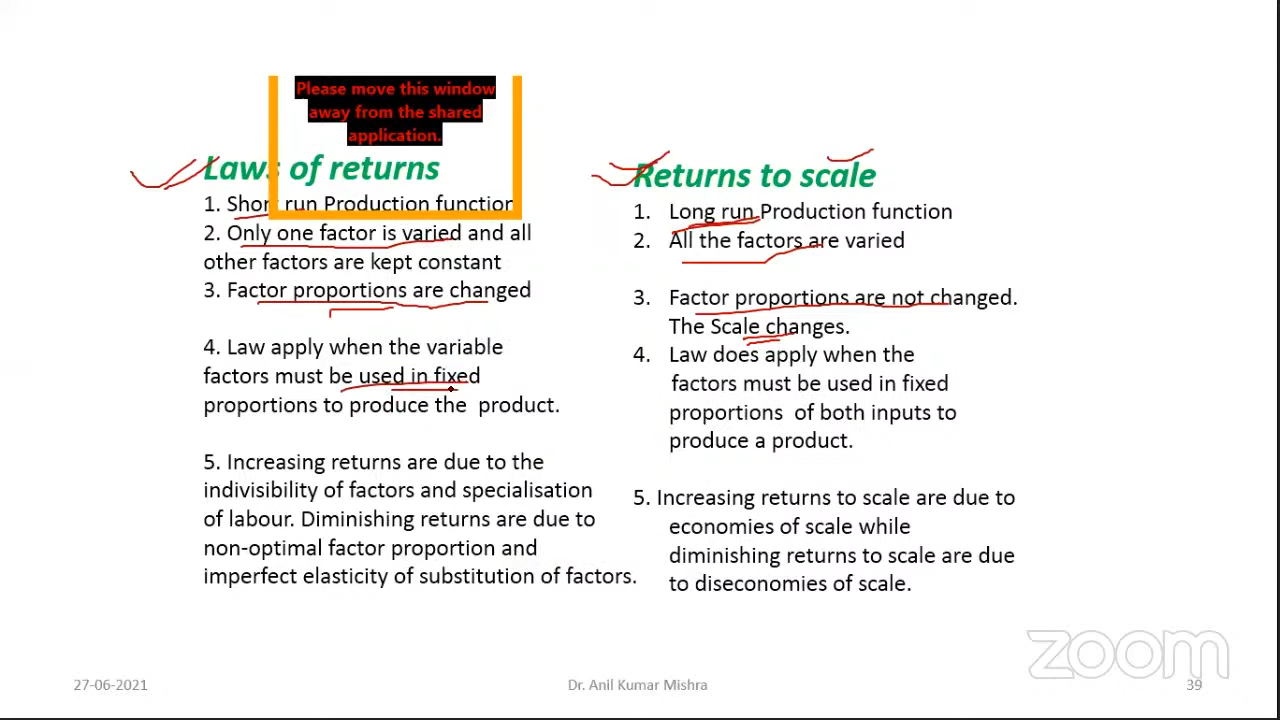 Please move this window
away from the shared
application.
Laws of returns
1. Short run Production function
2. Only one factor is varied and all
other factors are kept constant
3. Factor proportions are changed
4. Law apply when the variable
factors must be used in fixed
proportions to produce the product.
5. Increasing returns are due to the
indivisibility of factors and specialisation
of labour. Diminishing returns are due to
non-optimal factor proportion and
imperfect elasticity of substitution of factors.
Returns to scale
1. Long run Production function
2. All the factors are varied
3. Factor proportions are not changed.
The Scale changes.
4. Law does apply when the
factors must be used in fixed
proportions of both inputs to
produce a product.
5. Increasing returns to scale are due to
economies of scale while
diminishing returns to scale are due
to diseconomies of scale.
zoom
27-06-2021
Dr. Anil Kumar Mishra
39